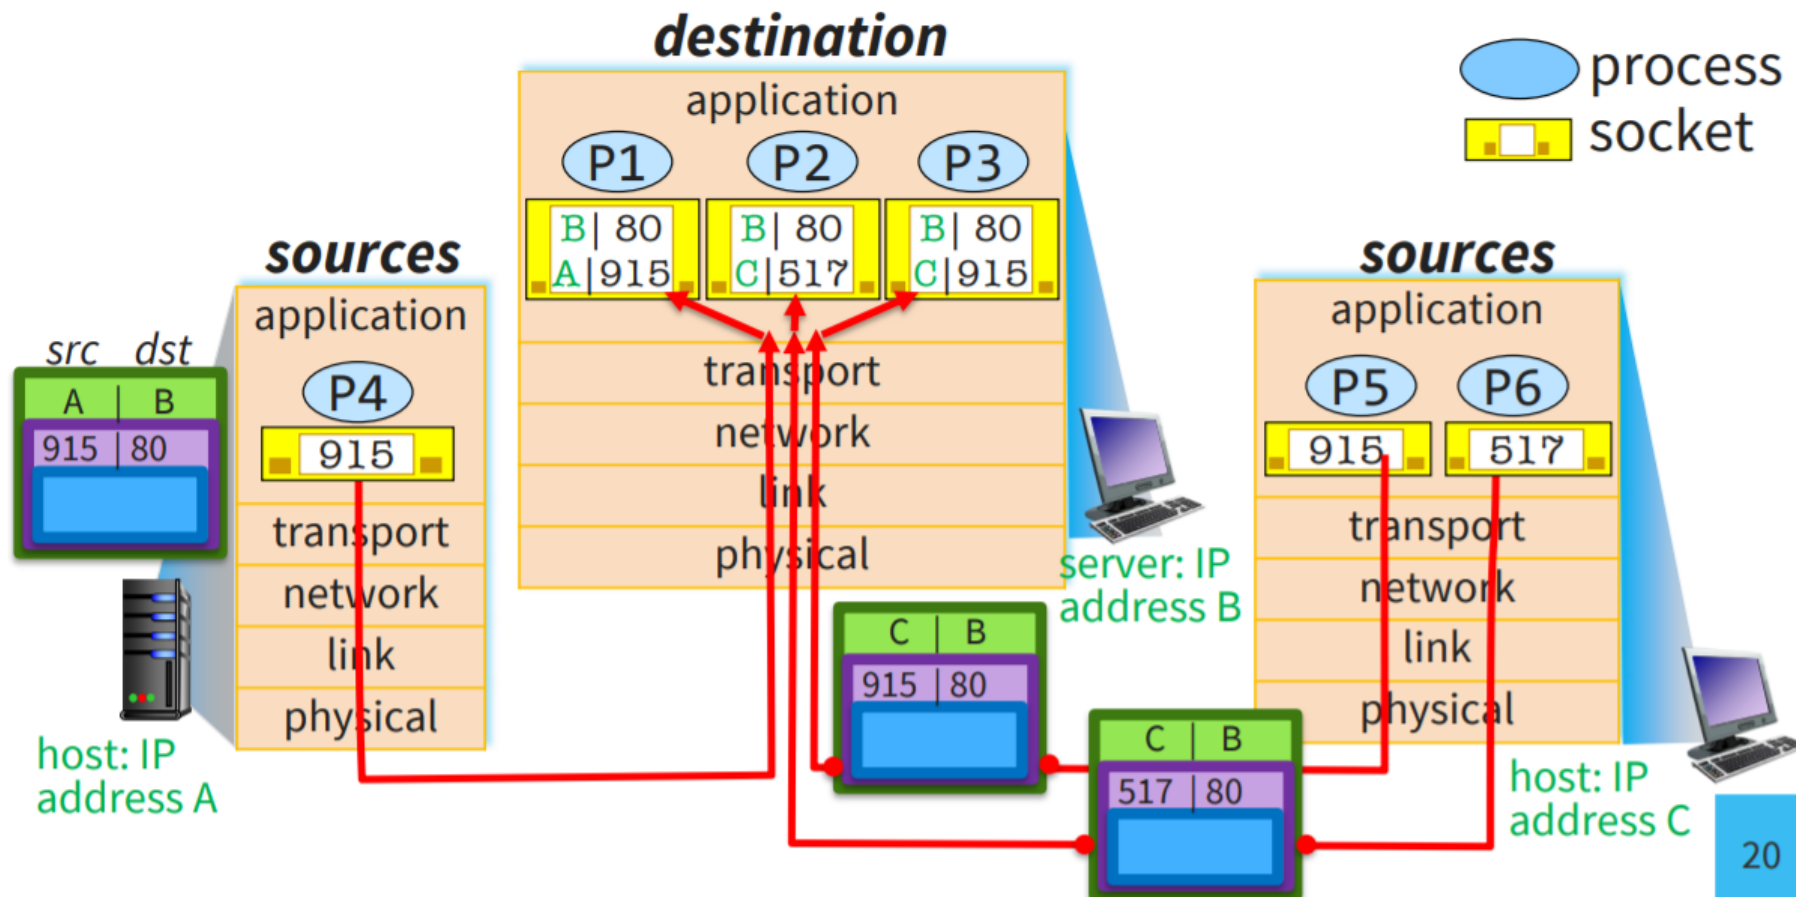 destination
process
socket
application
P1 P2 P3
B| 80
A|915
B| 80
C|517
B| 80
C|915
transport
network
link
physical
server: IP
address B
sources
application
P4
915
transport
network
link
physical
src dst
A | B
915 | 80
host: IP
address A
C | B
915 | 80
C | B
517 | 80
sources
application
P5 P6
915 517
transport
network
link
physical
host: IP
address C
20